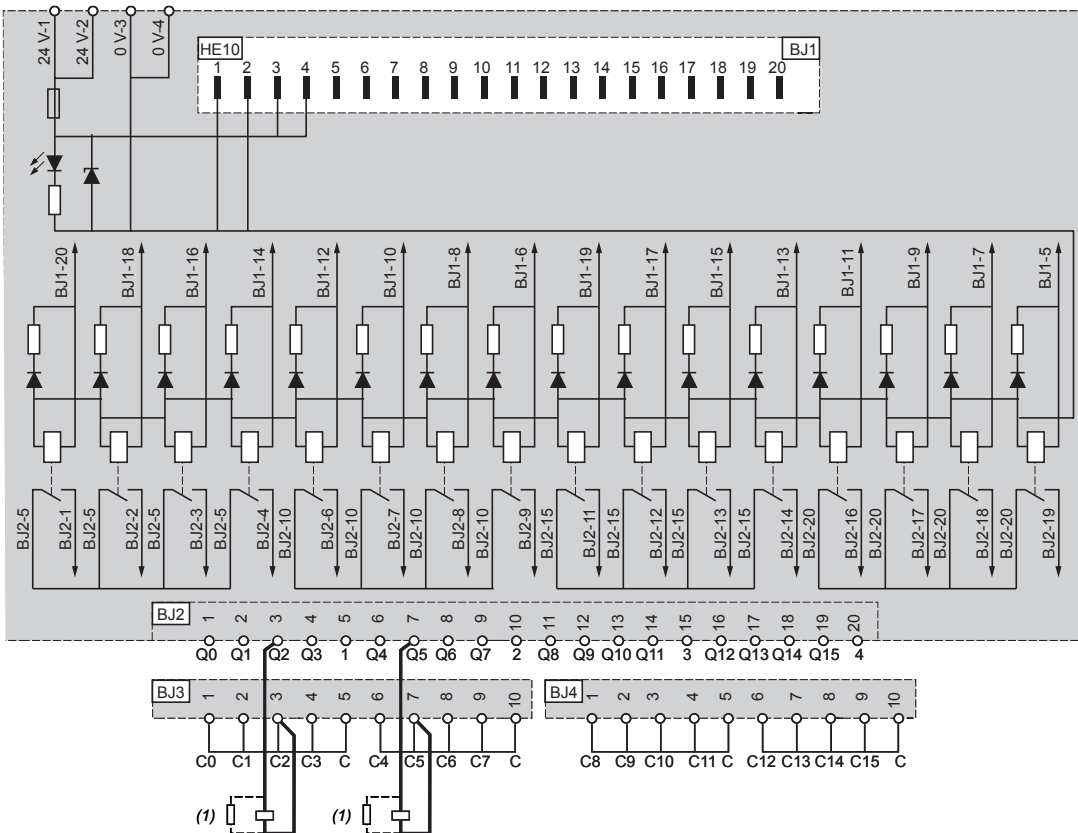 24 V-1 24 V-2 0 V-3 0 V-4
HE10 BJ1
1 2 3 4 5 6 7 8 9 10 11 12 13 14 15 16 17 18 19 20
BJ1-20 BJ1-18 BJ1-16 BJ1-14 BJ1-12 BJ1-10 BJ1-8 BJ1-6 BJ1-19 BJ1-17 BJ1-15 BJ1-13 BJ1-11 BJ1-9 BJ1-7 BJ1-5
BJ2-5 BJ2-1 BJ2-5 BJ2-2 BJ2-5 BJ2-3 BJ2-5 BJ2-4 BJ2-10 BJ2-6 BJ2-10 BJ2-7 BJ2-10 BJ2-8 BJ2-10 BJ2-9 BJ2-15 BJ2-11 BJ2-15 BJ2-12 BJ2-15 BJ2-13 BJ2-15 BJ2-14 BJ2-20 BJ2-16 BJ2-20 BJ2-17 BJ2-20 BJ2-18 BJ2-20 BJ2-19
BJ2 1 2 3 4 5 6 7 8 9 10 11 12 13 14 15 16 17 18 19 20
Q0 Q1 Q2 Q3 1 Q4 Q5 Q6 Q7 2 Q8 Q9 Q10 Q11 3 Q12 Q13 Q14 Q15 4
BJ3 1 2 3 4 5 6 7 8 9 10 BJ4 1 2 3 4 5 6 7 8 9 10
C0 C1 C2 C3 C C4 C5 C6 C7 C C8 C9 C10 C11 C C12 C13 C14 C15 C
(1) (1)